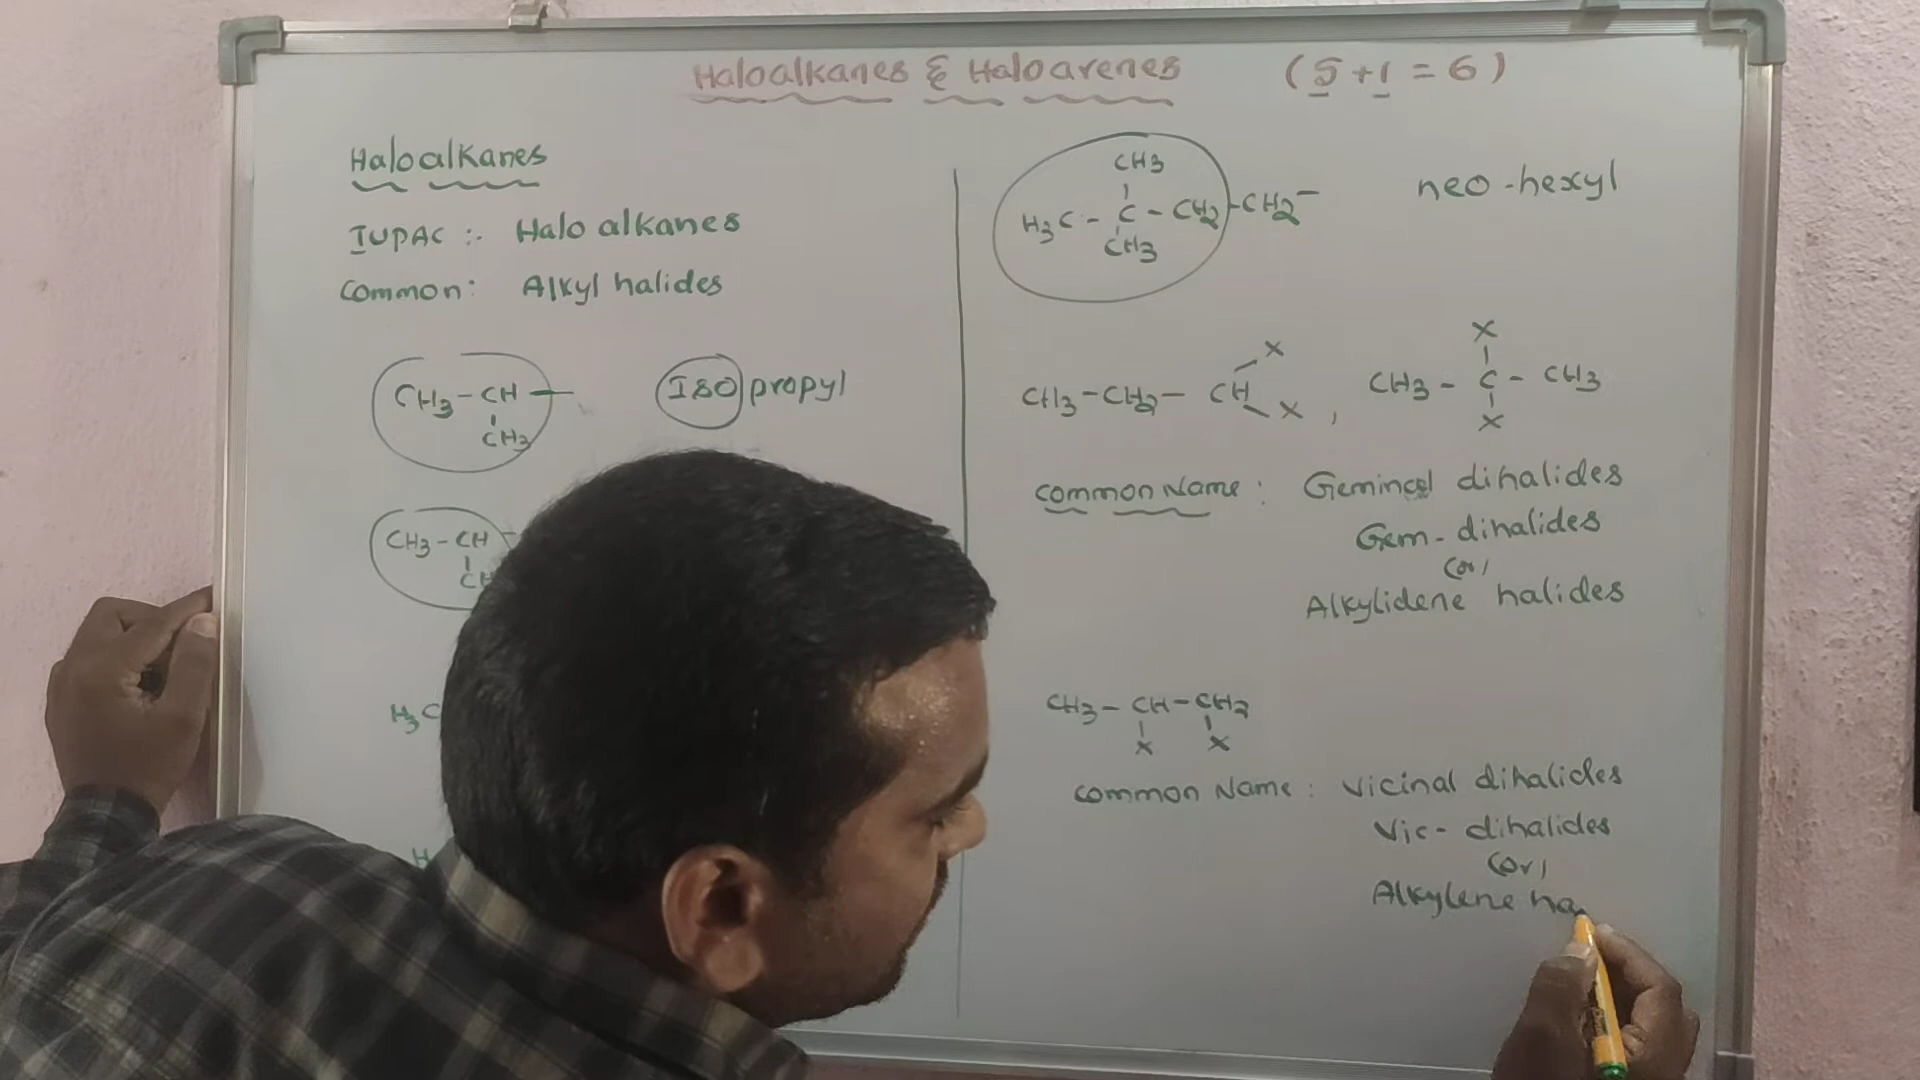 Haloalkanes & Haloarenes (5+1=6)
Haloalkanes
IUPAC :- Halo alkanes
Common: Alkyl halides
CH3-CH-
CH3
ISO propyl
CH3-CH
H3C
H
CH3
H3C-C-CH2-CH2-
CH3
neo-hexyl
X
CH3-CH2-CH
X ,
X
CH3-C-CH3
X
Common Name: Gemincal dihalides
Gem-dihalides
(or)
Alkylidene halides
CH3-CH-CH2
X X
Common Name: Vicinal dihalides
Vic-dihalides
(or)
Alkylene ha